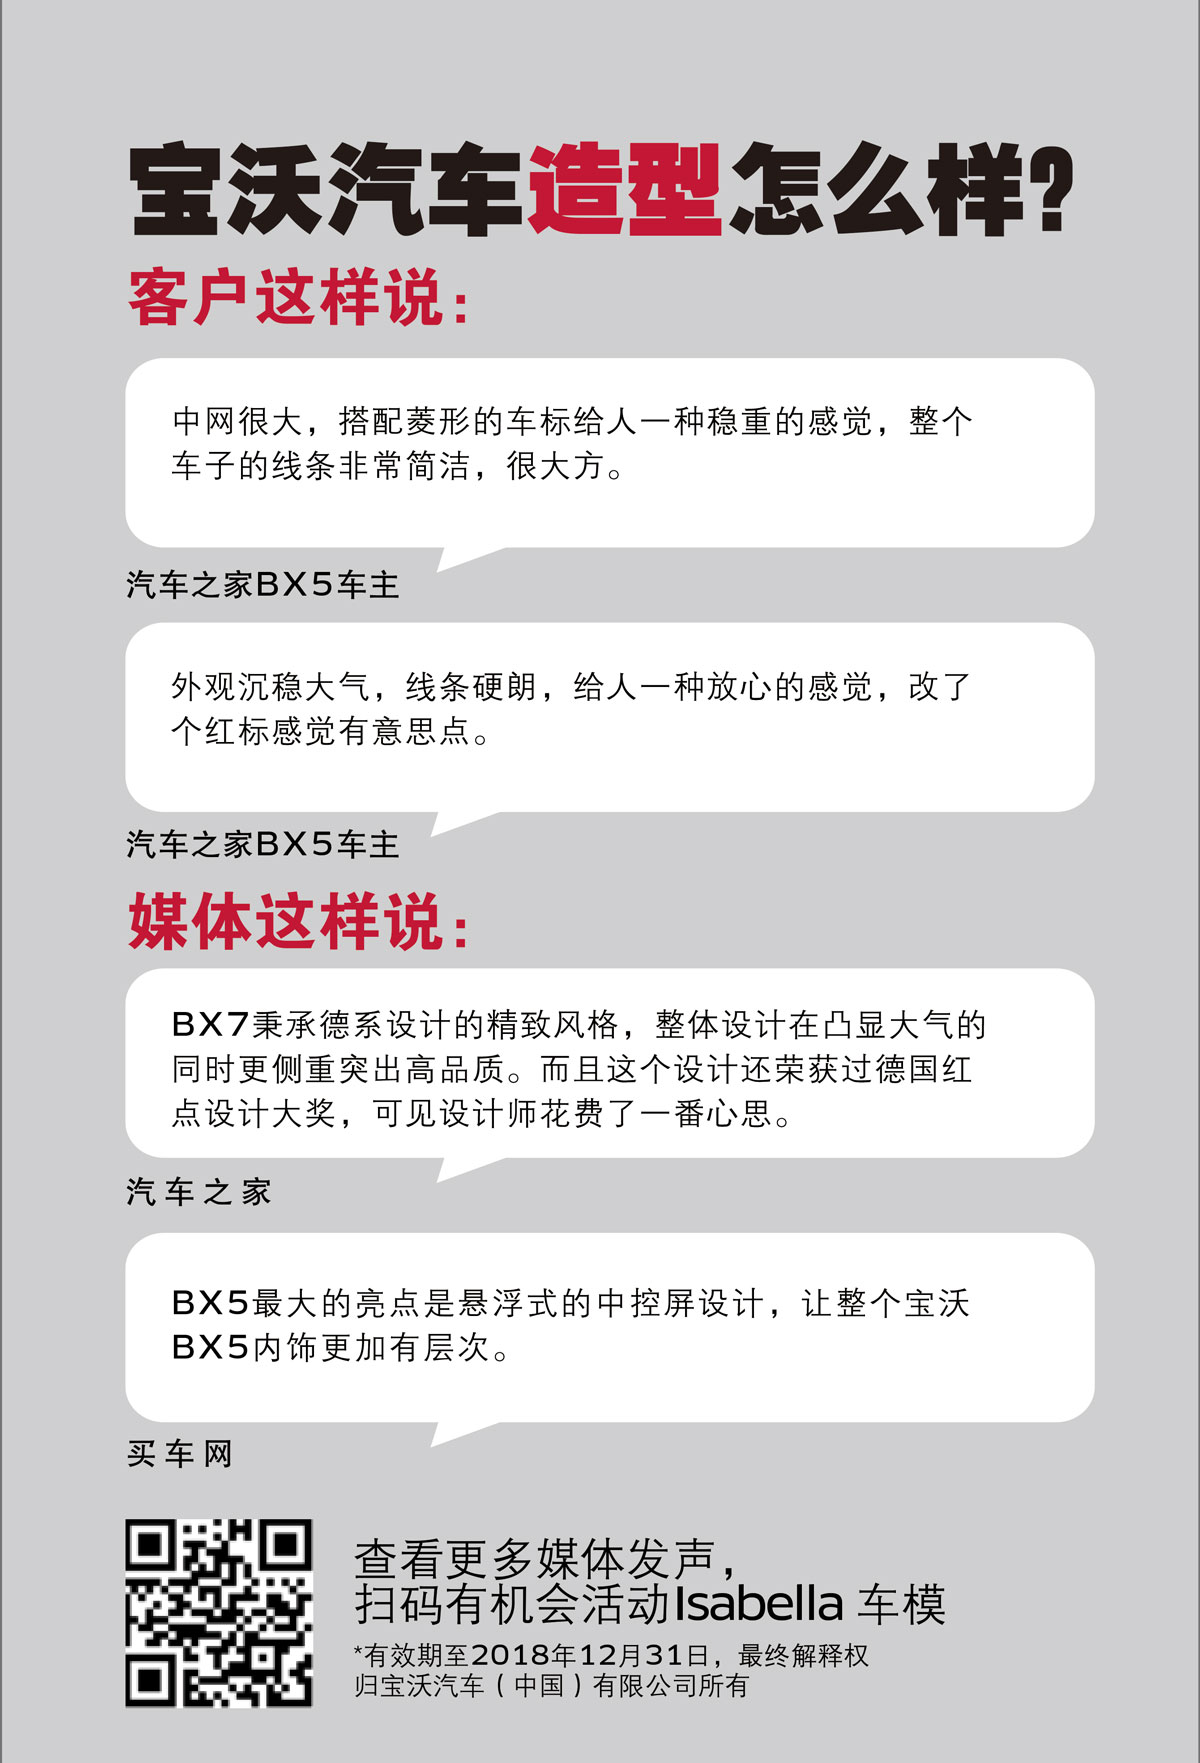 宝沃汽车造型怎么样?
客户这样说:
中网很大，搭配菱形的车标给人一种稳重的感觉，整个
车子的线条非常简洁，很大方。
汽车之家BX5车主
外观沉稳大气，线条硬朗，给人一种放心的感觉，改了
个红标感觉有意思点。
汽车之家BX5车主
媒体这样说:
BX7秉承德系设计的精致风格，整体设计在凸显大气的
同时更侧重突出高品质。而且这个设计还荣获过德国红
点设计大奖，可见设计师花费了一番心思。
汽车之家
BX5最大的亮点是悬浮式的中控屏设计，让整个宝沃
BX5内饰更加有层次。
买车网
查看更多媒体发声，
扫码有机会活动Isabella 车模
*有效期至2018年12月31日，最终解释权
归宝沃汽车（中国）有限公司所有